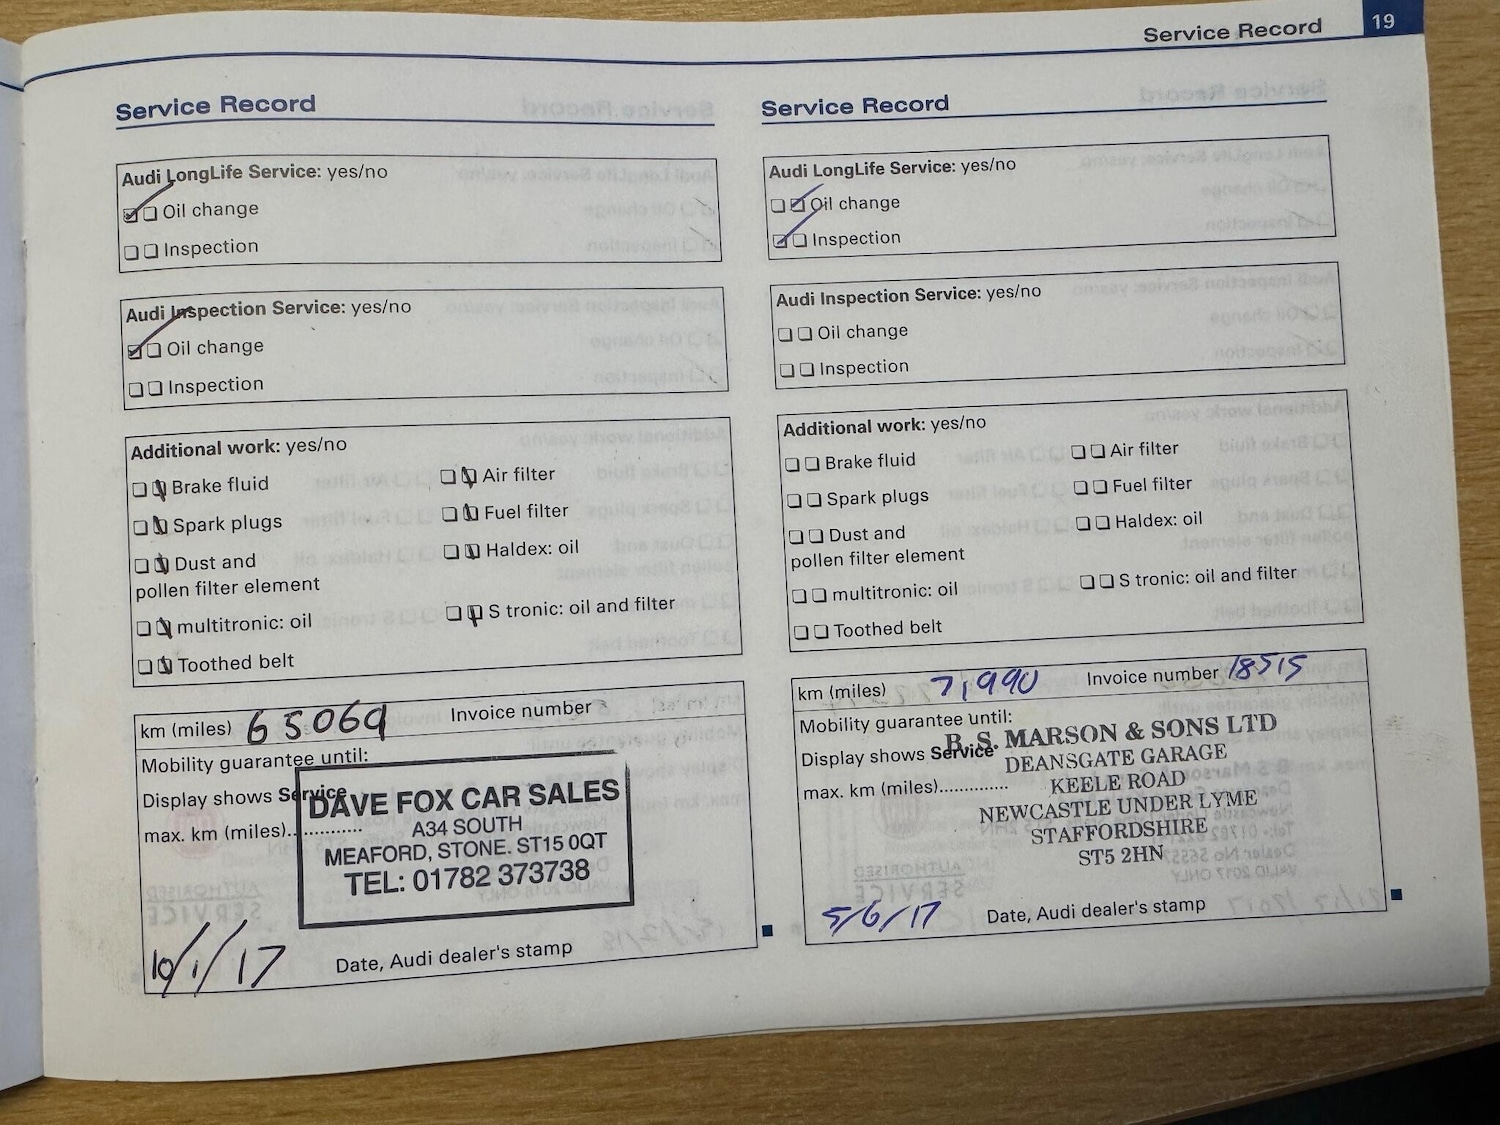 Service Record
19
Service Record
Audi LongLife Service: yes/no
Oil change
Inspection
Audi Inspection Service: yes/no
Oil change
Inspection
Additional work: yes/no
Brake fluid
Air filter
Spark plugs
Fuel filter
Dust and
pollen filter element
Haldex: oil
multitronic: oil
S tronic: oil and filter
Toothed belt
km (miles) 65069 Invoice number
Mobility guarantee until:
Display shows Service
max. km (miles)..............
DAVE FOX CAR SALES
A34 SOUTH
MEAFORD, STONE. ST15 0QT
TEL: 01782 373738
10/1/17
Date, Audi dealer's stamp
Service Record
Audi LongLife Service: yes/no
Oil change
Inspection
Audi Inspection Service: yes/no
Oil change
Inspection
Additional work: yes/no
Brake fluid
Air filter
Spark plugs
Fuel filter
Dust and
pollen filter element
Haldex: oil
multitronic: oil
S tronic: oil and filter
Toothed belt
km (miles) 71990 Invoice number 18515
Mobility guarantee until:
Display shows Service
max. km (miles)..............
B. S. MARSON & SONS LTD
DEANSGATE GARAGE
KEELE ROAD
NEWCASTLE UNDER LYME
STAFFORDSHIRE
ST5 2HN
5/6/17
Date, Audi dealer's stamp